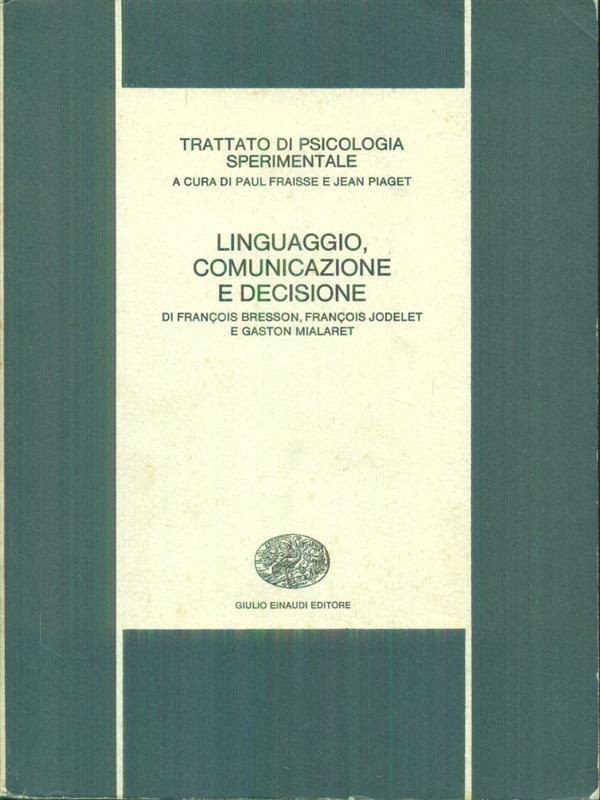 TRATTATO DI PSICOLOGIA
SPERIMENTALE
A CURA DI PAUL FRAISSE E JEAN PIAGET
LINGUAGGIO,
COMUNICAZIONE
E DECISIONE
DI FRANÇOIS BRESSON, FRANÇOIS JODELET
E GASTON MIALARET
GIULIO EINAUDI EDITORE